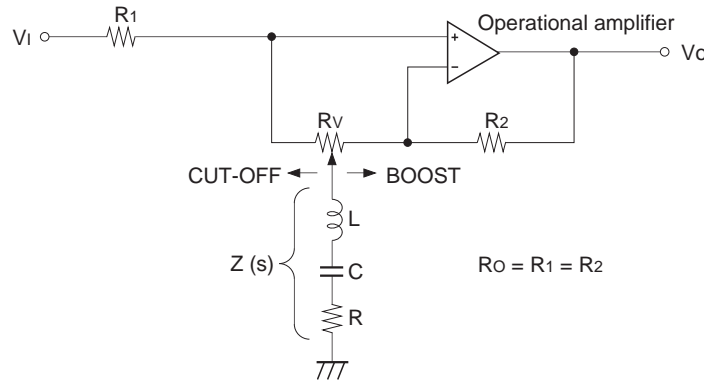 Operational amplifier
VI
R1
+
−
VO
RV
R2
CUT-OFF
BOOST
L
Z (s)
C
RO = R1 = R2
R